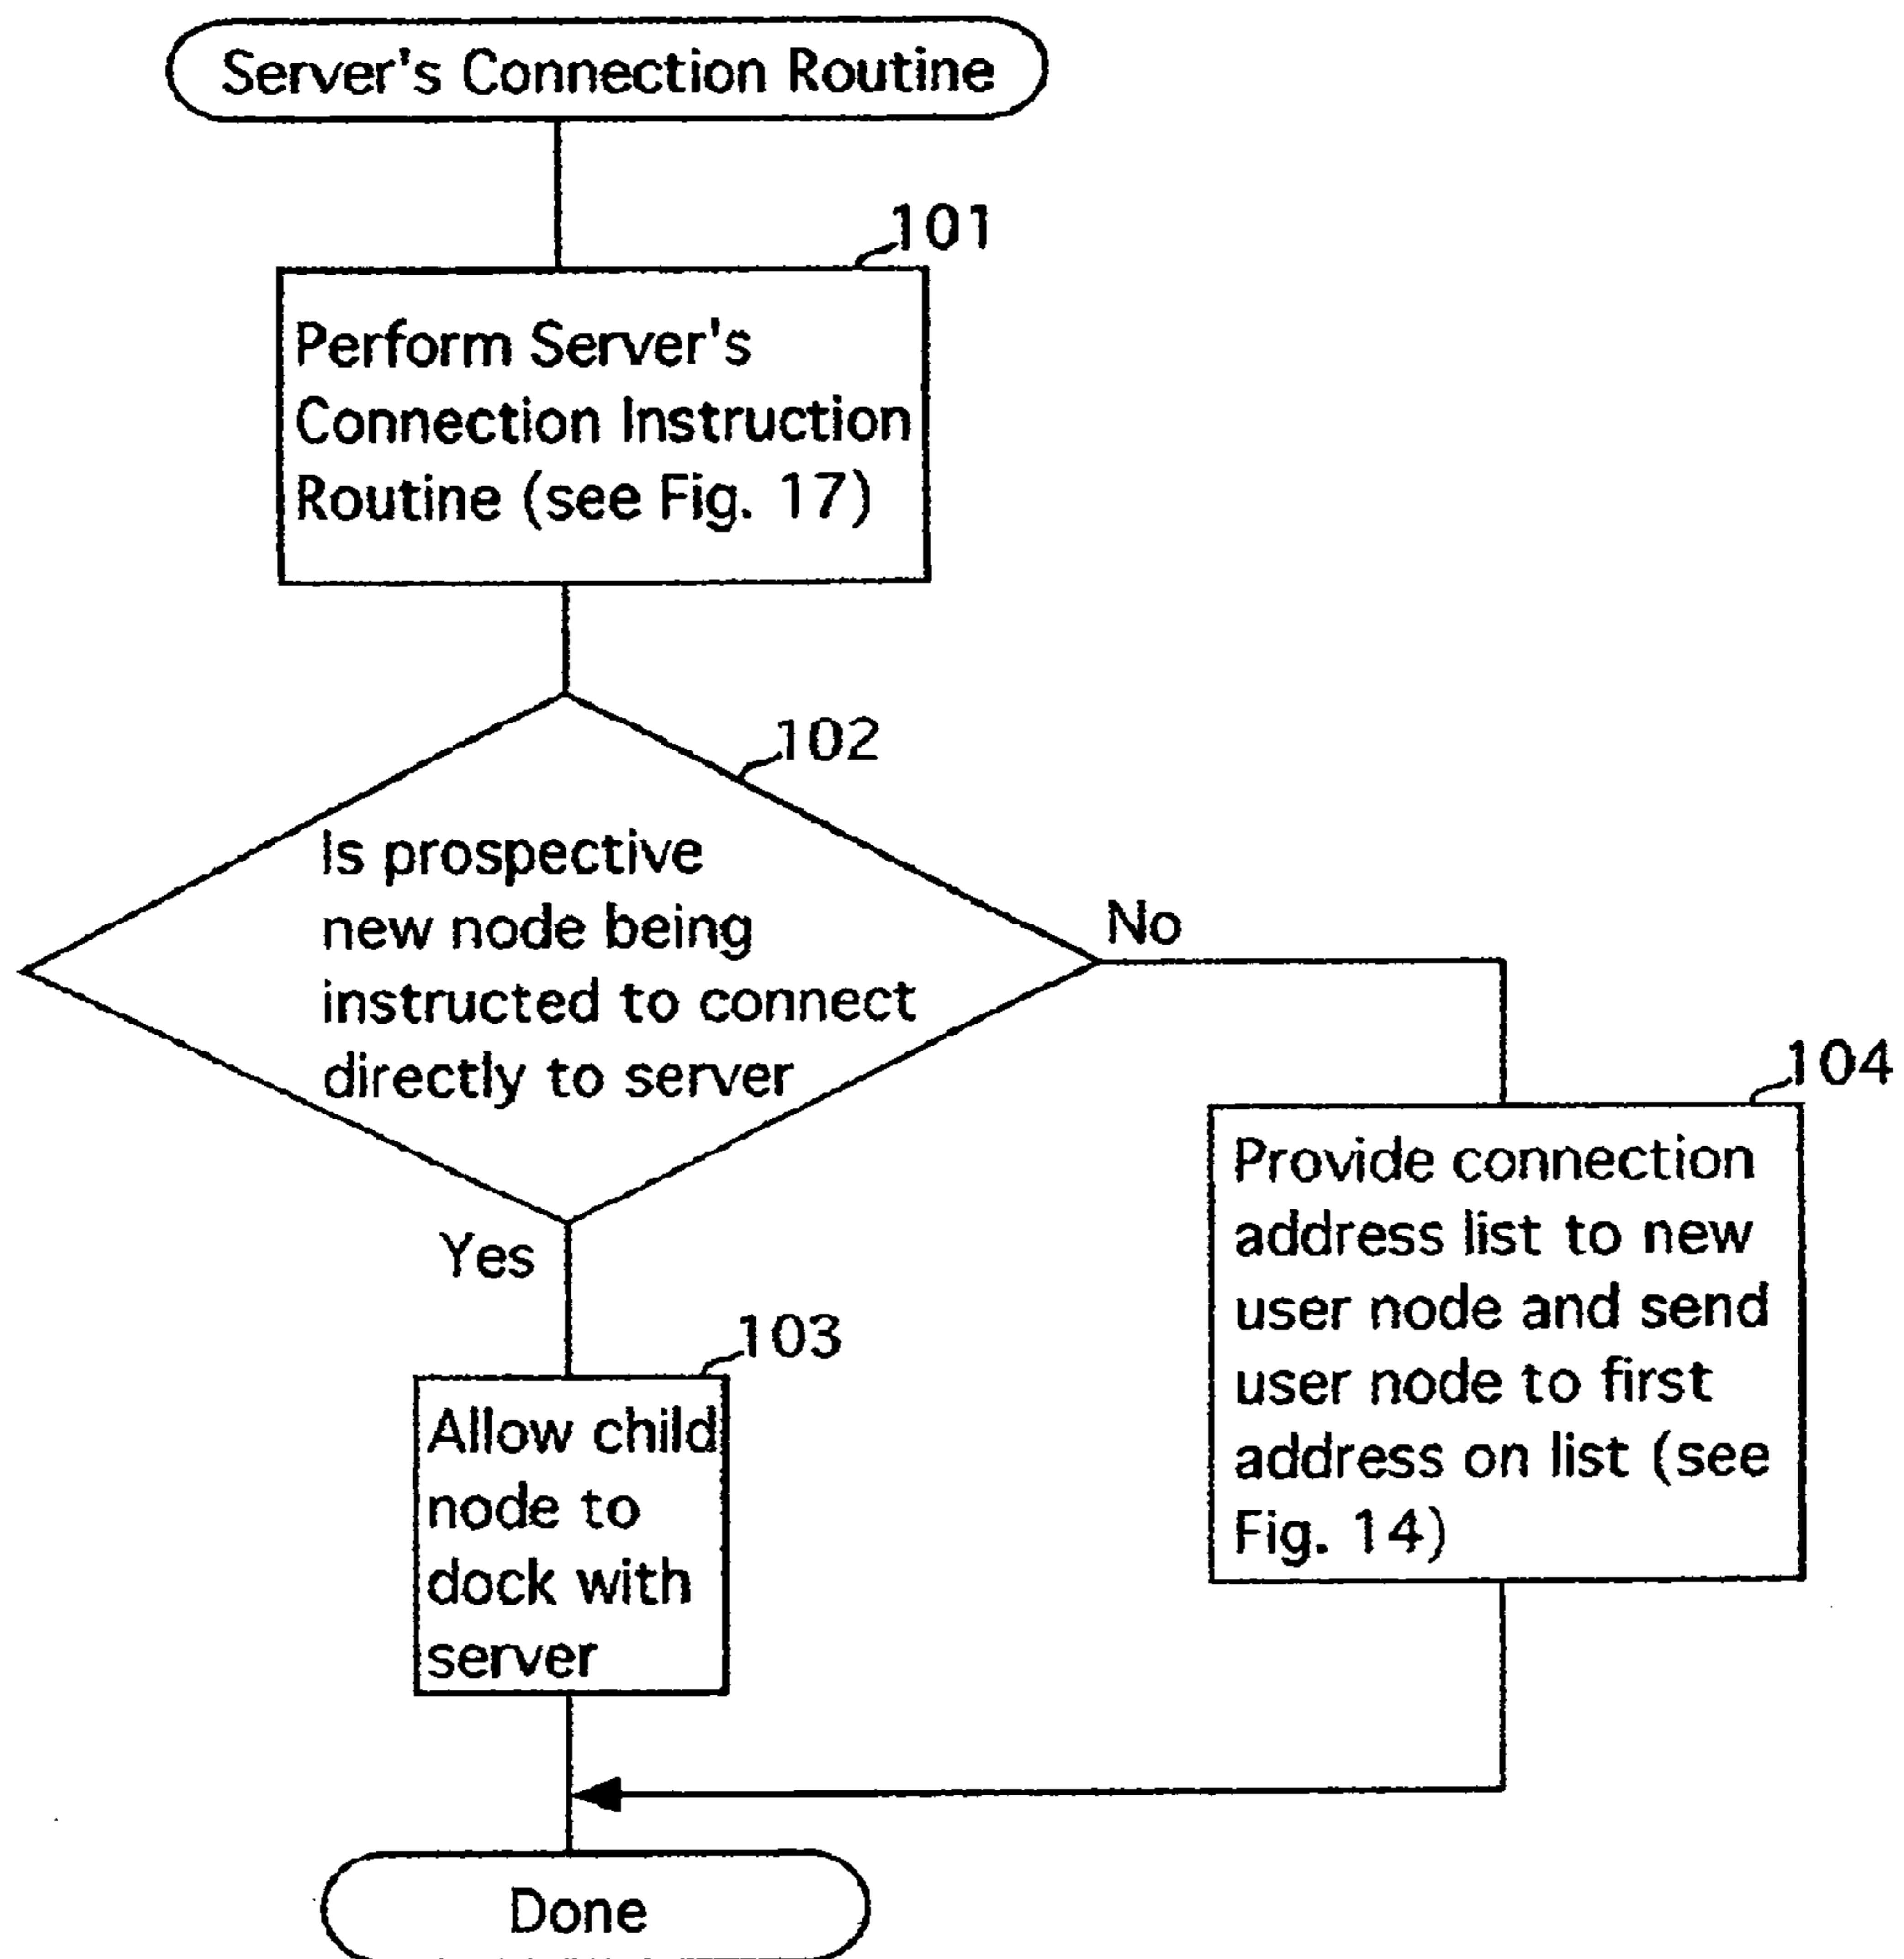 Server's Connection Routine
101
Perform Server's
Connection Instruction
Routine (see Fig. 17)
102
Is prospective
new node being
instructed to connect
directly to server
No
Yes
104
Provide connection
address list to new
user node and send
user node to first
address on list (see
Fig. 14)
103
Allow child
node to
dock with
server
Done